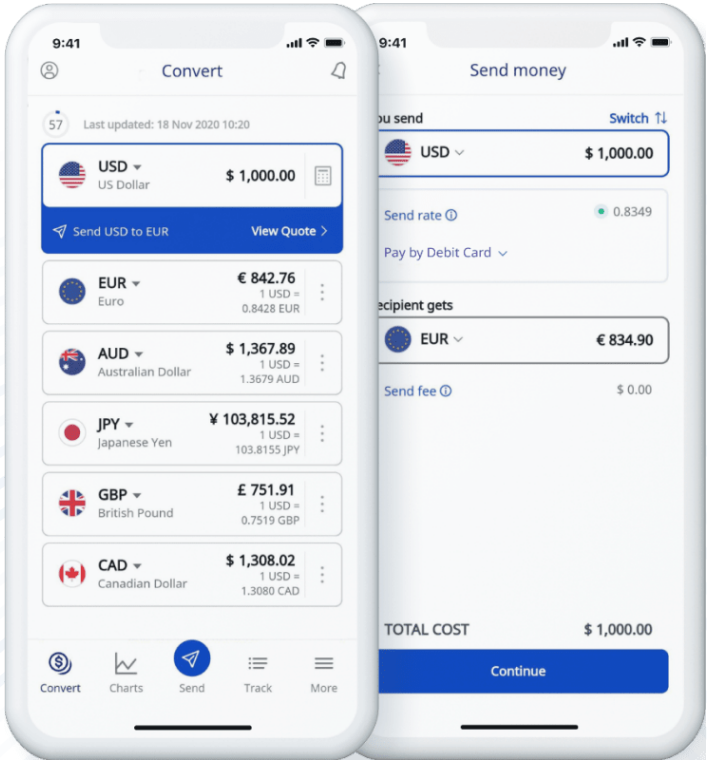 9:41
Convert
57
Last updated: 18 Nov 2020 10:20
USD
US Dollar
$ 1,000.00
Send USD to EUR
View Quote >
EUR
Euro
€ 842.76
1 USD =
0.8428 EUR
AUD
Australian Dollar
$ 1,367.89
1 USD =
1.3679 AUD
JPY
Japanese Yen
¥ 103,815.52
1 USD =
103.8155 JPY
GBP
British Pound
£ 751.91
1 USD =
0.7519 GBP
CAD
Canadian Dollar
$ 1,308.02
1 USD =
1.3080 CAD
Convert
Charts
Send
Track
More
9:41
Send money
ou send
Switch
USD
$ 1,000.00
Send rate
0.8349
Pay by Debit Card
ecipient gets
EUR
€ 834.90
Send fee
$ 0.00
TOTAL COST
$ 1,000.00
Continue